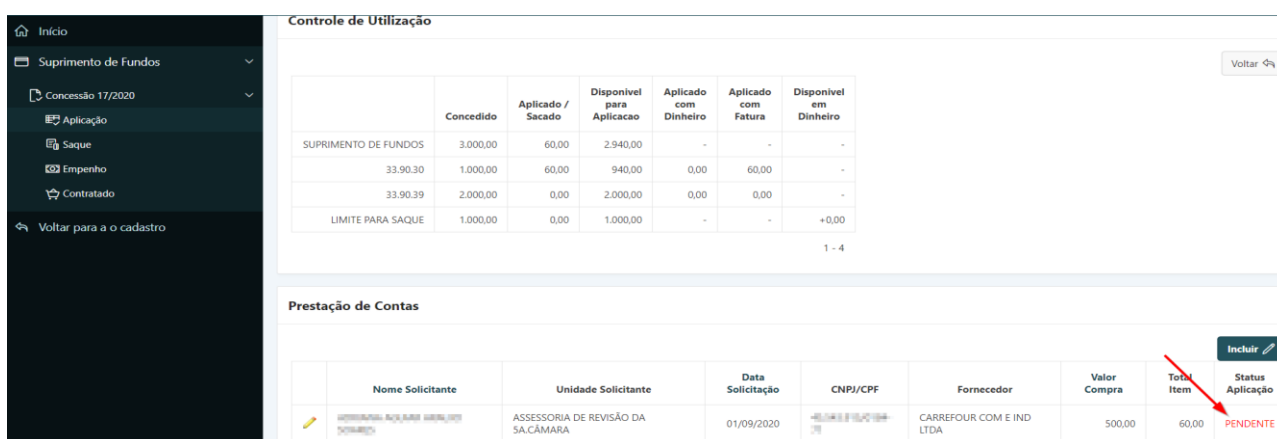 Início
Suprimento de Fundos
Concessão 17/2020
Aplicação
Saque
Empenho
Contratado
Voltar para a o cadastro
Controle de Utilização
Voltar
Concedido Aplicado / Sacado Disponivel para Aplicacao Aplicado com Dinheiro Aplicado com Fatura Disponivel em Dinheiro
SUPRIMENTO DE FUNDOS 3.000,00 60,00 2.940,00 - - -
33.90.30 1.000,00 60,00 940,00 0,00 60,00 -
33.90.39 2.000,00 0,00 2.000,00 0,00 0,00 -
LIMITE PARA SAQUE 1.000,00 0,00 1.000,00 - - +0,00
1 - 4
Prestação de Contas
Incluir
Nome Solicitante Unidade Solicitante Data Solicitação CNPJ/CPF Fornecedor Valor Compra Total Item Status Aplicação
ASSESSORIA DE REVISÃO DA 5A.CÂMARA 01/09/2020 CARREFOUR COM E IND LTDA 500,00 60,00 PENDENTE